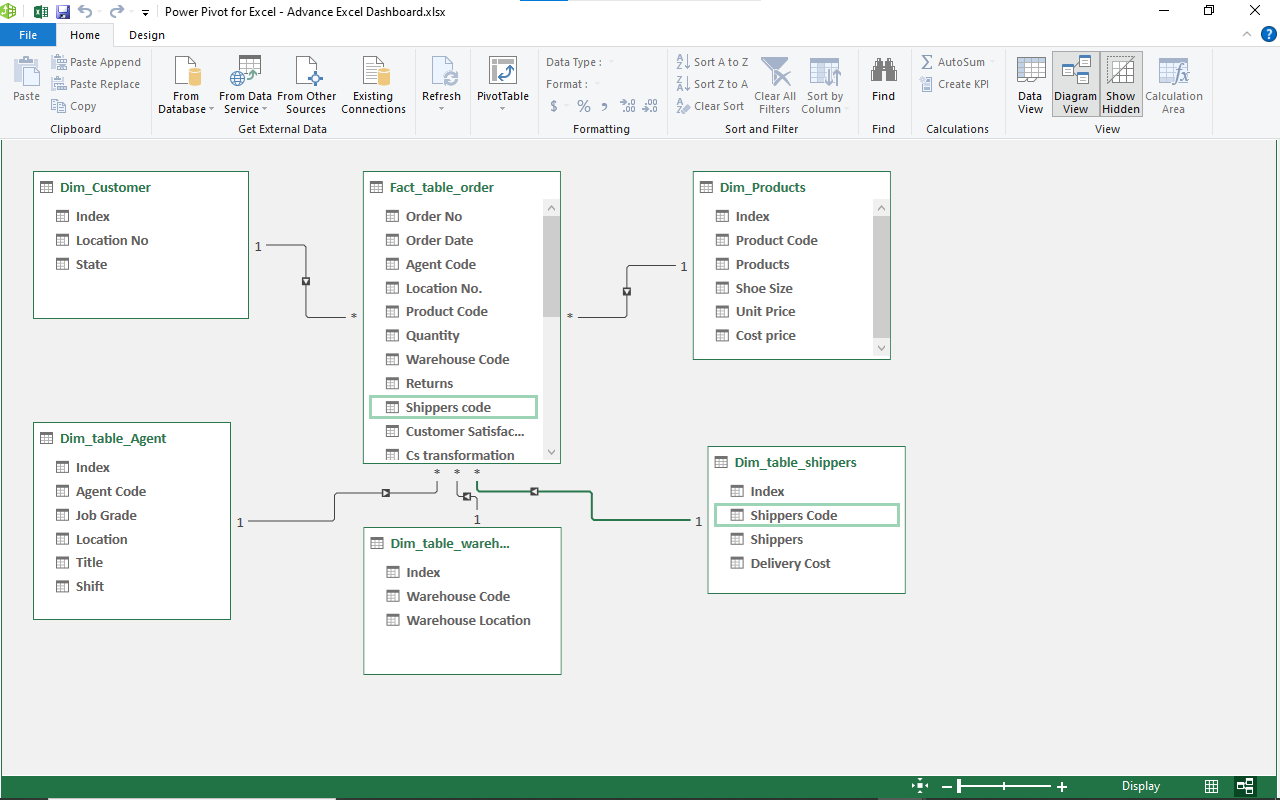 Power Pivot for Excel - Advance Excel Dashboard.xlsx
File Home Design
Paste
Paste Append
Paste Replace
Copy
Clipboard
From Database
From Data Service
From Other Sources
Existing Connections
Get External Data
Refresh
PivotTable
Data Type :
Format :
$ % , .00 .00
Formatting
Sort A to Z
Sort Z to A
Clear Sort
Clear All Filters
Sort by Column
Sort and Filter
Find
Find
AutoSum
Create KPI
Calculations
Data View
Diagram View
Show Hidden
Calculation Area
View
Dim_Customer
Index
Location No
State
1
*
Fact_table_order
Order No
Order Date
Agent Code
Location No.
Product Code
Quantity
Warehouse Code
Returns
Shippers code
Customer Satisfac...
Cs transformation
*
1
Dim_Products
Index
Product Code
Products
Shoe Size
Unit Price
Cost price
Dim_table_Agent
Index
Agent Code
Job Grade
Location
Title
Shift
1
* * *
1
Dim_table_wareh...
Index
Warehouse Code
Warehouse Location
1
Dim_table_shippers
Index
Shippers Code
Shippers
Delivery Cost
Display